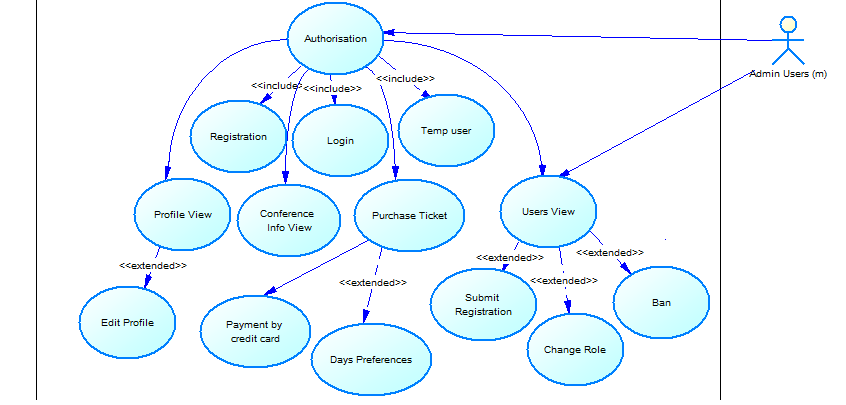 Authorisation
Admin Users (m)
<<include>>
<<include>>
<<include>>
Registration
Login
Temp user
Profile View
Conference
Info View
Purchase Ticket
Users View
<<extended>>
<<extended>>
<<extended>>
<<extended>>
<<extended>>
Edit Profile
Payment by
credit card
Days Preferences
Submit
Registration
Change Role
Ban